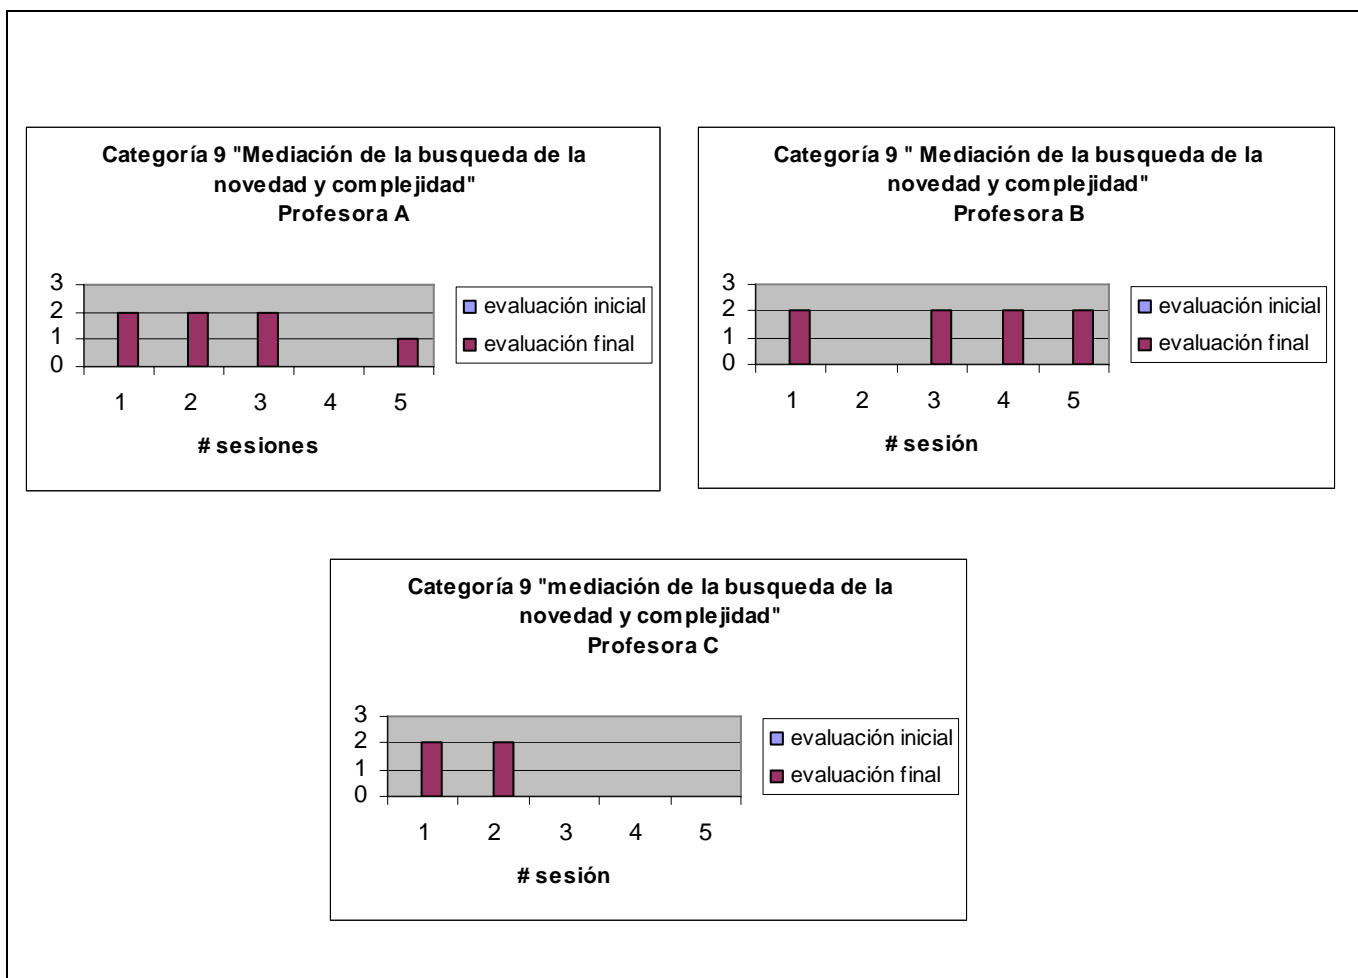 Categoría 9 "Mediación de la busqueda de la
novedad y complejidad"
Profesora A
3
2
1
0
1 2 3 4 5
# sesiones
evaluación inicial
evaluación final
Categoría 9 " Mediación de la busqueda de la
novedad y complejidad"
Profesora B
3
2
1
0
1 2 3 4 5
# sesión
evaluación inicial
evaluación final
Categoría 9 "mediación de la busqueda de la
novedad y complejidad"
Profesora C
3
2
1
0
1 2 3 4 5
# sesión
evaluación inicial
evaluación final